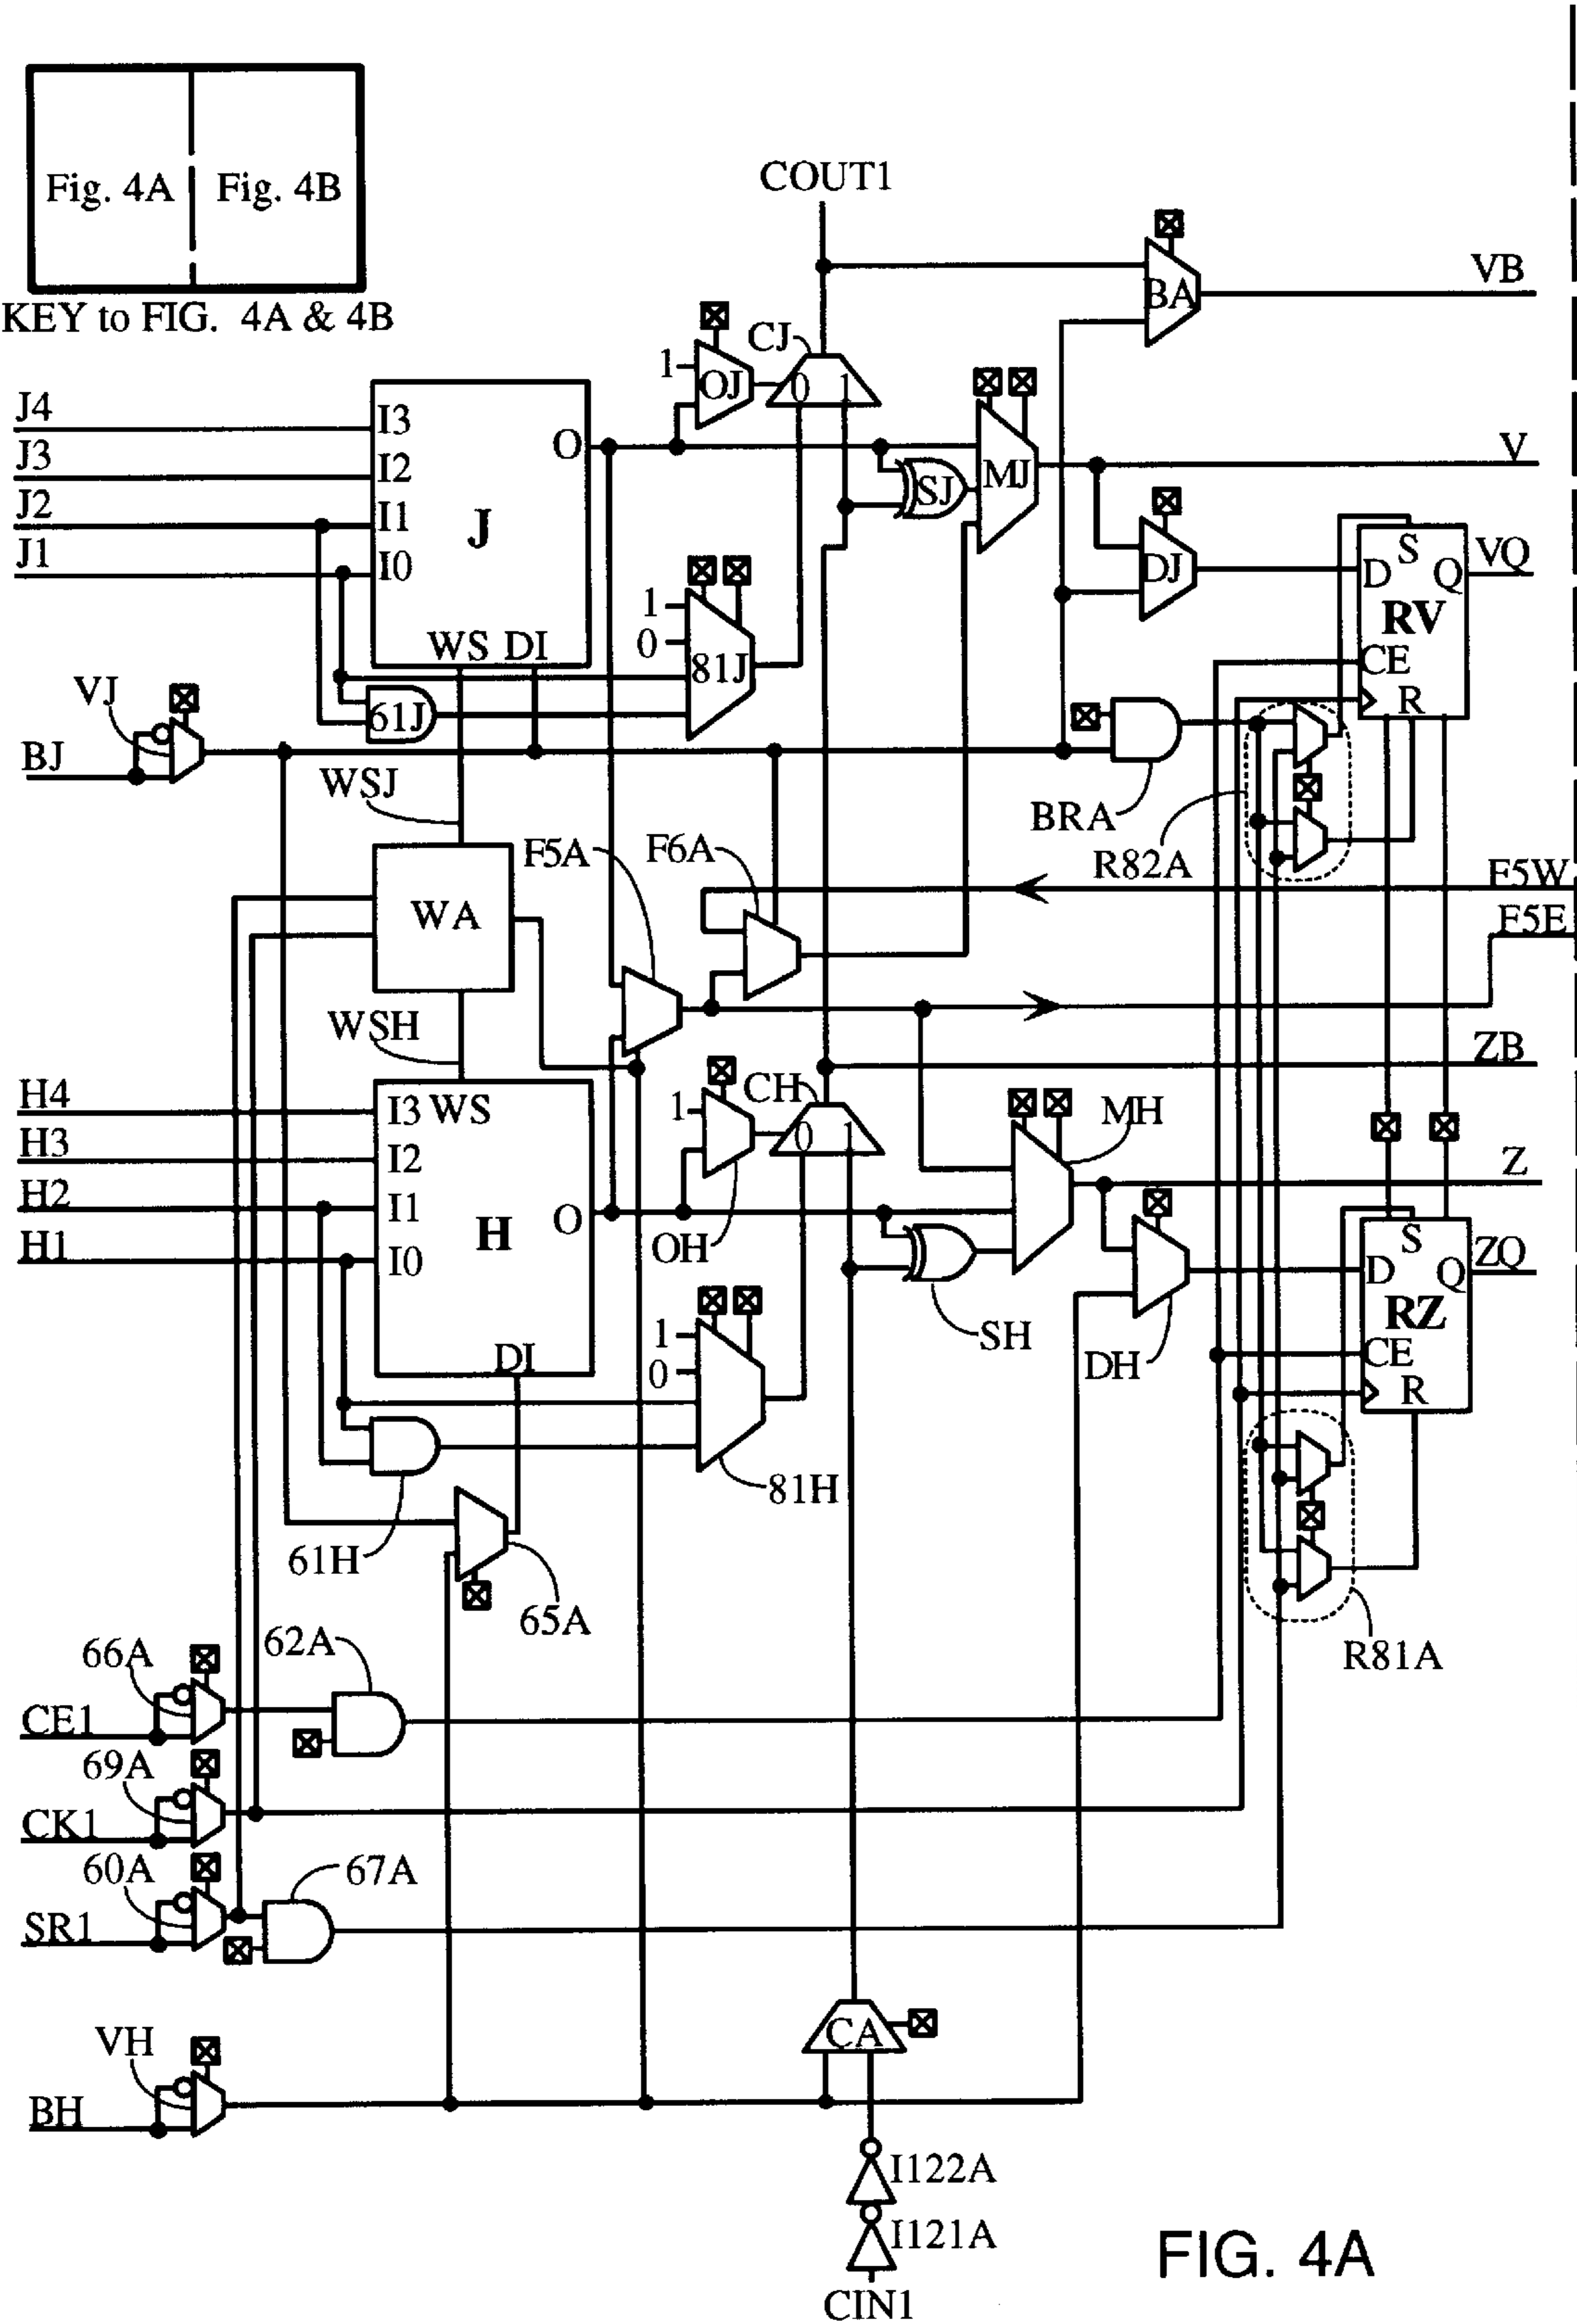 Fig. 4A
Fig. 4B
KEY to FIG. 4A & 4B
COUT1
BA
VB
1
OJ
CJ
0 1
J4
J3
J2
J1
I3
I2
I1
I0
O
J
WS DI
SJ
MJ
V
DJ
D
S
Q
VQ
RV
CE
R
1
0
81J
61J
VJ
BJ
WSJ
BRA
R82A
WA
F5A
F6A
F5W
F5E
WSH
ZB
H4
H3
H2
H1
I3 WS
I2
I1
I0
O
H
DI
1
CH
0 1
OH
MH
Z
SH
DH
D
S
Q
ZQ
RZ
CE
R
1
0
81H
61H
65A
R81A
66A
62A
CE1
69A
CK1
60A
67A
SR1
VH
BH
CA
I122A
I121A
CIN1
FIG. 4A